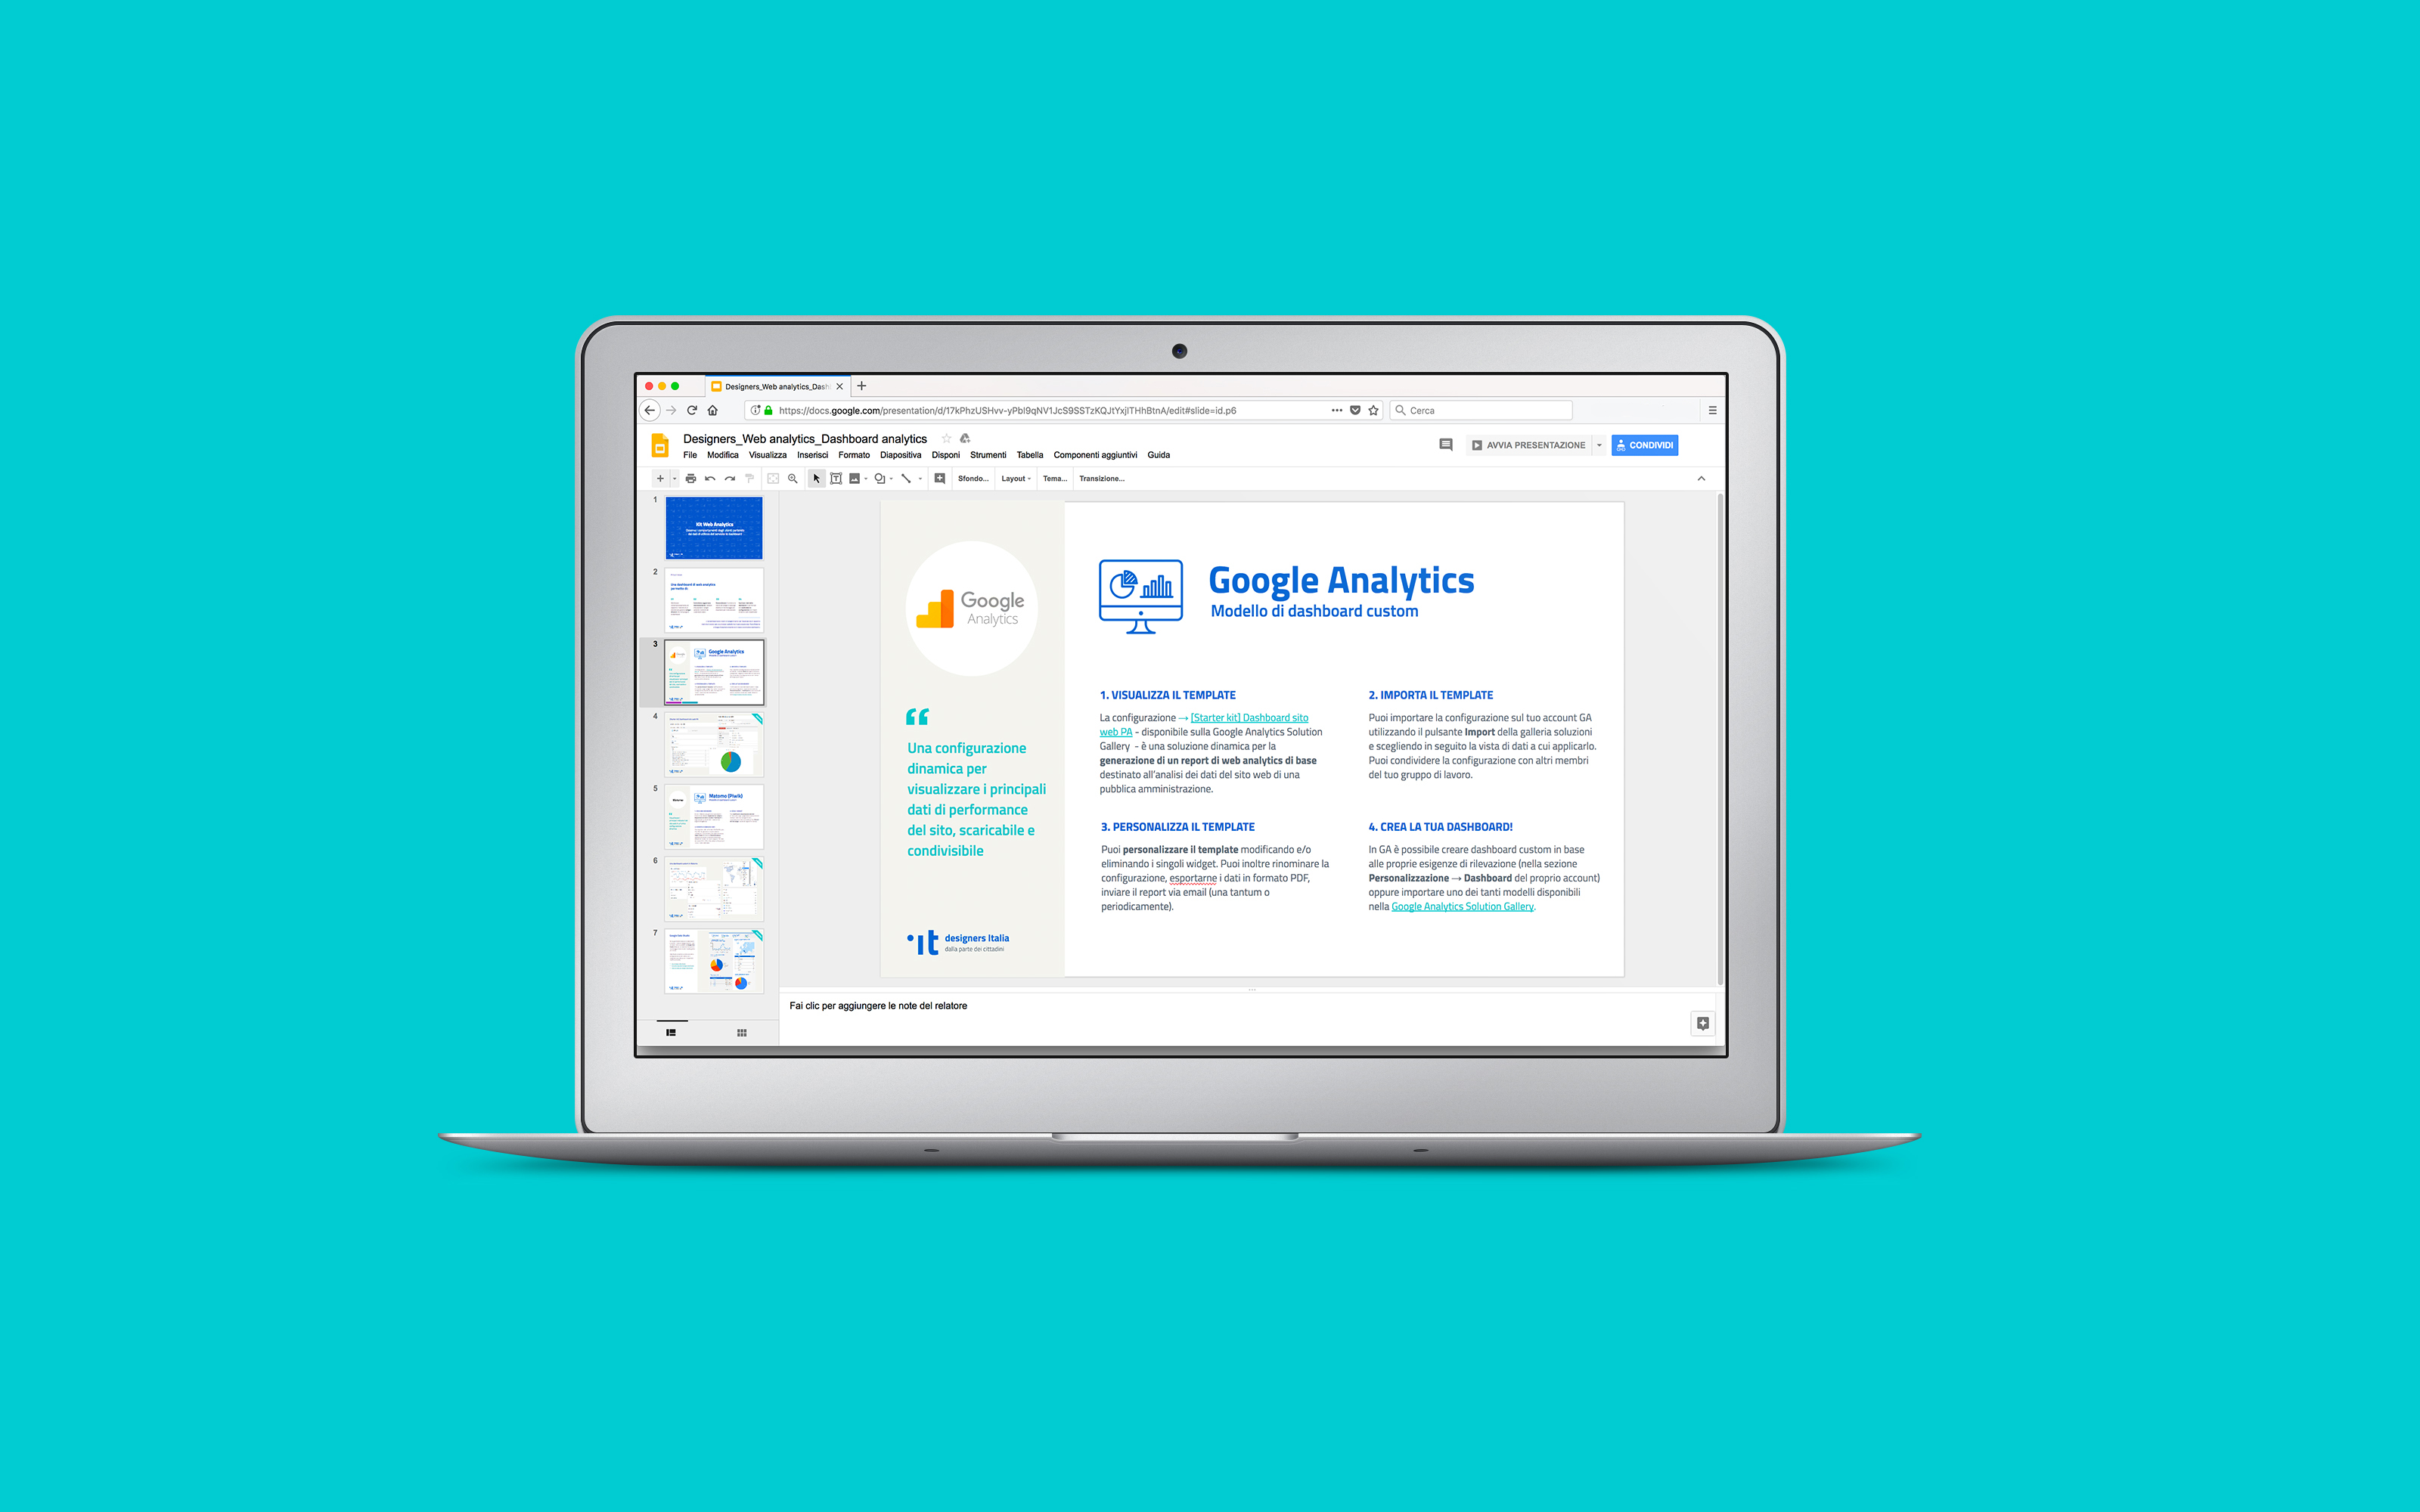 Designers_Web analytics_Dash
https://docs.google.com/presentation/d/17kPhzUSHvv-yPbl9qNV1JcS9SSTzKQJtYxjlTHhBtnA/edit#slide=id.p6
Cerca
Designers_Web analytics_Dashboard analytics
File Modifica Visualizza Inserisci Formato Diapositiva Disponi Strumenti Tabella Componenti aggiuntivi Guida
AVVIA PRESENTAZIONE
CONDIVIDI
Sfondo... Layout Tema... Transizione...
1
Kit Web Analytics
2
Una dashboard di web analytics
permette di:
3
Google Analytics
4
5
Matomo (Piwik)
6
7
Google
Analytics
Una configurazione
dinamica per
visualizzare i principali
dati di performance
del sito, scaricabile e
condivisibile
designers Italia
dalla parte dei cittadini
Google Analytics
Modello di dashboard custom
1. VISUALIZZA IL TEMPLATE
La configurazione → [Starter kit] Dashboard sito
web PA - disponibile sulla Google Analytics Solution
Gallery - è una soluzione dinamica per la
generazione di un report di web analytics di base
destinato all'analisi dei dati del sito web di una
pubblica amministrazione.
2. IMPORTA IL TEMPLATE
Puoi importare la configurazione sul tuo account GA
utilizzando il pulsante Import della galleria soluzioni
e scegliendo in seguito la vista di dati a cui applicarlo.
Puoi condividere la configurazione con altri membri
del tuo gruppo di lavoro.
3. PERSONALIZZA IL TEMPLATE
Puoi personalizzare il template modificando e/o
eliminando i singoli widget. Puoi inoltre rinominare la
configurazione, esportarne i dati in formato PDF,
inviare il report via email (una tantum o
periodicamente).
4. CREA LA TUA DASHBOARD!
In GA è possibile creare dashboard custom in base
alle proprie esigenze di rilevazione (nella sezione
Personalizzazione → Dashboard del proprio account)
oppure importare uno dei tanti modelli disponibili
nella Google Analytics Solution Gallery.
Fai clic per aggiungere le note del relatore